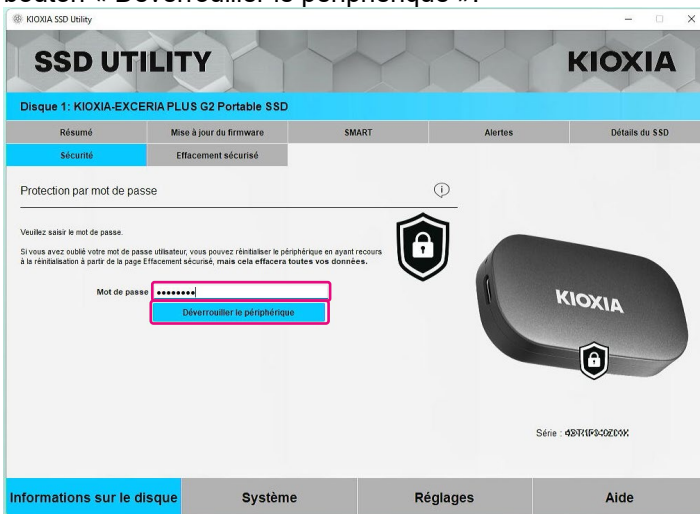 bouton « Déverrouiller le périphérique ».
KIOXIA SSD Utility
SSD UTILITY
KIOXIA
Disque 1: KIOXIA-EXCERIA PLUS G2 Portable SSD
Résumé
Mise à jour du firmware
SMART
Alertes
Détails du SSD
Sécurité
Effacement sécurisé
Protection par mot de passe
Veuillez saisir le mot de passe.
Si vous avez oublié votre mot de passe utilisateur, vous pouvez réinitialiser le périphérique en ayant recours
à la réinitialisation à partir de la page Effacement sécurisé, mais cela effacera toutes vos données.
Mot de passe
Déverrouiller le périphérique
KIOXIA
Série :
Informations sur le disque
Système
Réglages
Aide